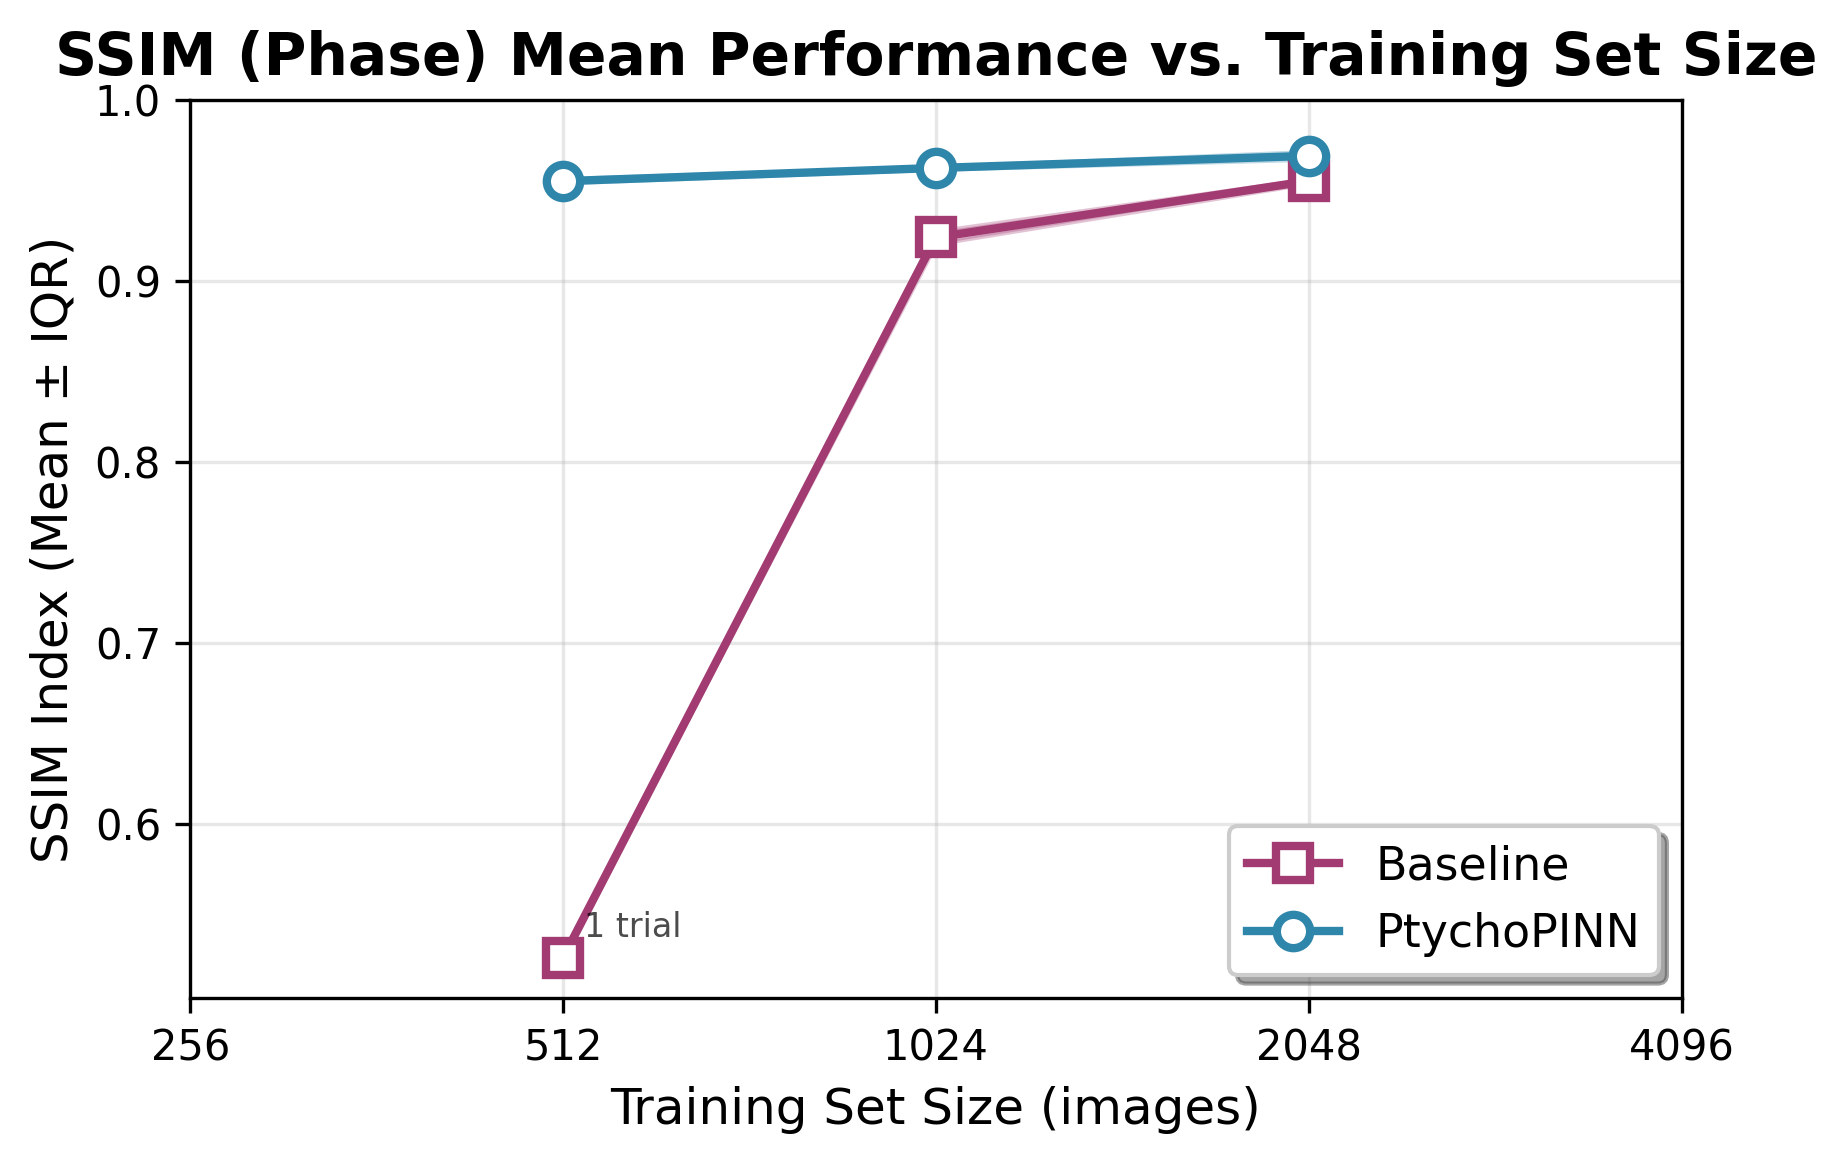 SSIM (Phase) Mean Performance vs. Training Set Size
SSIM Index (Mean ± IQR)
1.0
0.9
0.8
0.7
0.6
1 trial
Baseline
PtychoPINN
256 512 1024 2048 4096
Training Set Size (images)